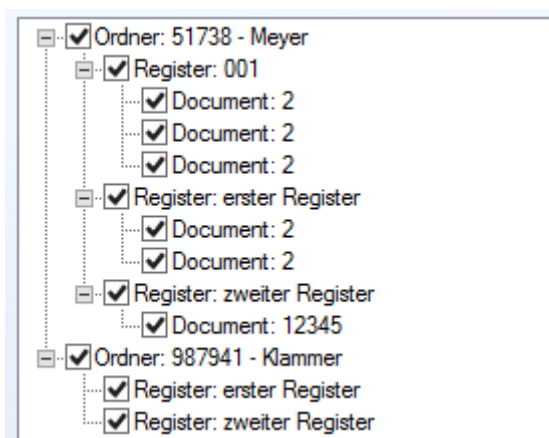 Ordner: 51738 - Meyer
Register: 001
Document: 2
Document: 2
Document: 2
Register: erster Register
Document: 2
Document: 2
Register: zweiter Register
Document: 12345
Ordner: 987941 - Klammer
Register: erster Register
Register: zweiter Register